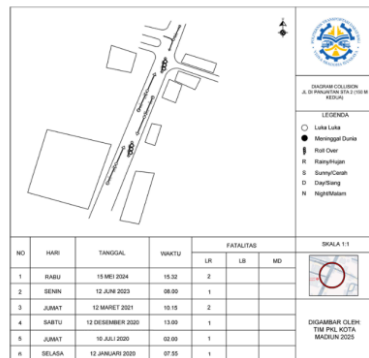 DIAGRAM COLLISION
JL DI PANJAITAN STA 2 (100 M
KEDUA)
LEGENDA
Luka Luka
Meninggal Dunia
Roll Over
R Rainy/Hujan
S Sunny/Cerah
D Day/Siang
N Night/Malam
SKALA 1:1
DIGAMBAR OLEH:
TIM PKL KOTA
MADIUN 2025
NO HARI TANGGAL WAKTU FATALITAS
LR LB MD
1 RABU 15 MEI 2024 15.32 2
2 SENIN 12 JUNI 2023 08.00 1
3 JUMAT 12 MARET 2021 10.15 2
4 SABTU 12 DESEMBER 2020 13.00 1
5 JUMAT 10 JULI 2020 02.00 1
6 SELASA 12 JANUARI 2020 07.55 1